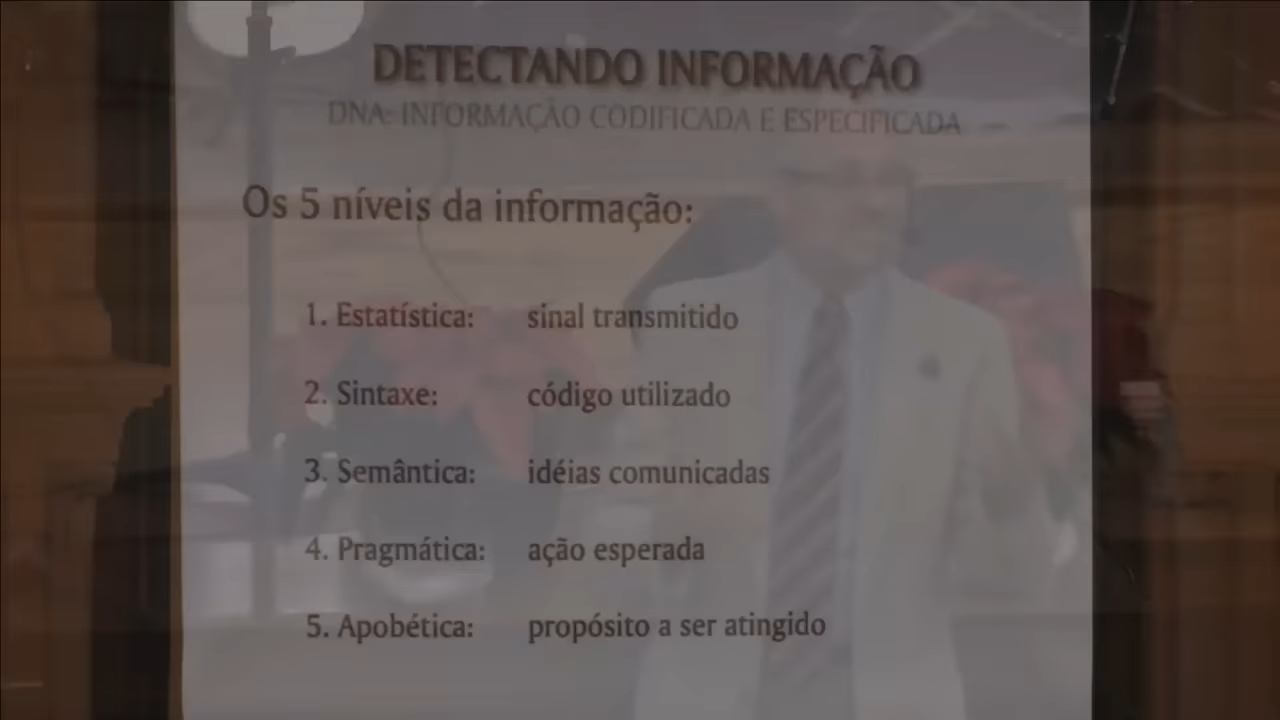 DETECTANDO INFORMAÇÃO
DNA: INFORMAÇÃO CODIFICADA E ESPECIFICADA
Os 5 níveis da informação:
1. Estatística: sinal transmitido
2. Sintaxe: código utilizado
3. Semântica: idéias comunicadas
4. Pragmática: ação esperada
5. Apobética: propósito a ser atingido